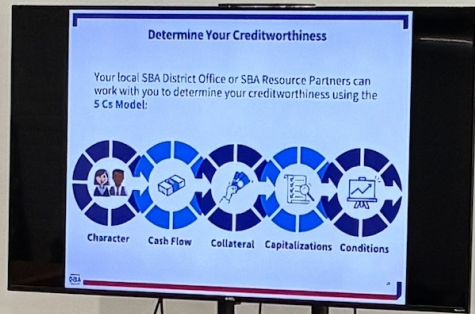 Determine Your Creditworthiness
Your local SBA District Office or SBA Resource Partners can
work with you to determine your creditworthiness using the
5 Cs Model:
Character Cash Flow Collateral Capitalizations Conditions
SBA